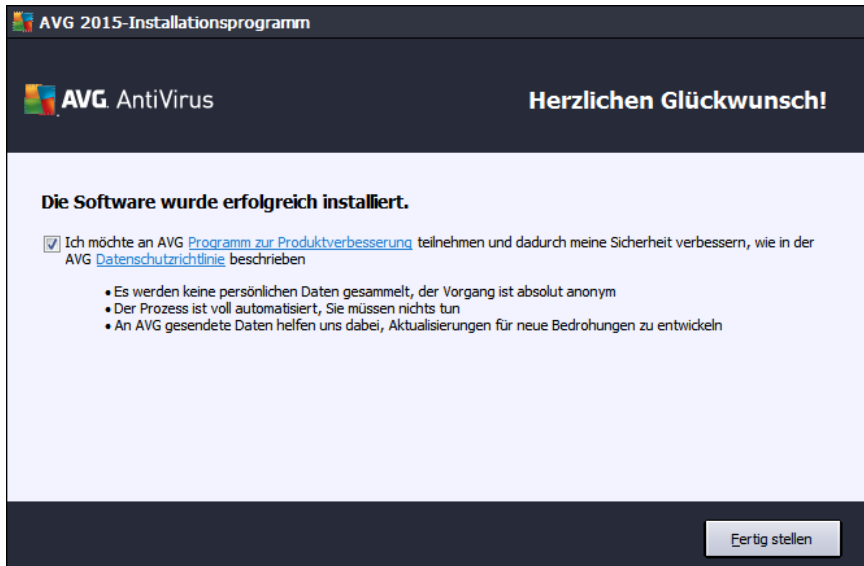 AVG 2015-Installationsprogramm
AVG. AntiVirus
Herzlichen Glückwunsch!
Die Software wurde erfolgreich installiert.
Ich möchte an AVG Programm zur Produktverbesserung teilnehmen und dadurch meine Sicherheit verbessern, wie in der
AVG Datenschutzrichtlinie beschrieben
• Es werden keine persönlichen Daten gesammelt, der Vorgang ist absolut anonym
• Der Prozess ist voll automatisiert, Sie müssen nichts tun
• An AVG gesendete Daten helfen uns dabei, Aktualisierungen für neue Bedrohungen zu entwickeln
Fertig stellen